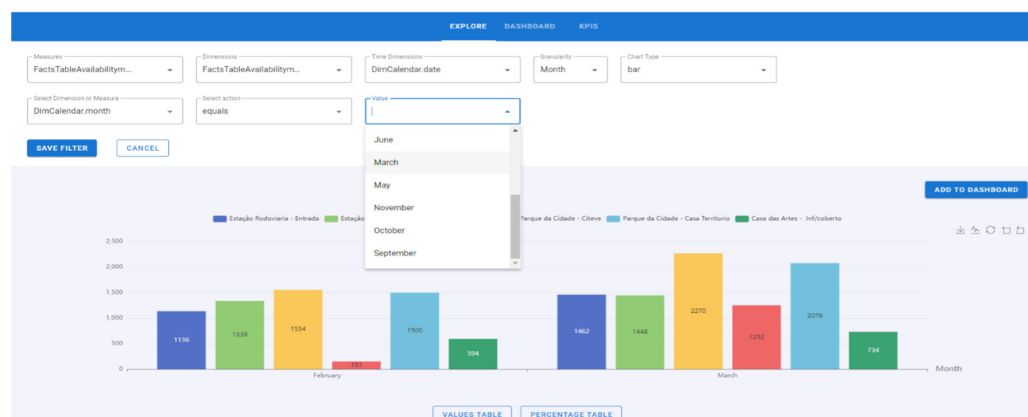 EXPLORE DASHBOARD KPIS
Measures Dimensions Time Dimensions Granularity Chart Type
FactsTableAvailabilitym... FactsTableAvailabilitym... DimCalendar.date Month bar
Select Dimension or Measure Select action Value
DimCalendar.month equals
SAVE FILTER CANCEL
June
March
May
November
October
September
ADD TO DASHBOARD
Estação Rodoviaria - Entrada Estação Parque da Cidade - Citeve Parque da Cidade - Casa Territorio Casa das Artes - Inf/coberto
2,500
2,000
1,500
1,000
500
0
1136 1339 1554 151 1500 594 1462 1448 2270 1252 2079 734
February March Month
VALUES TABLE PERCENTAGE TABLE